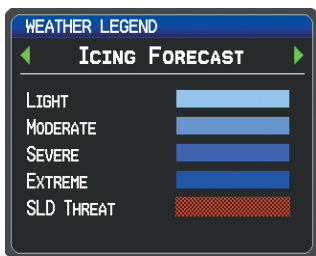 WEATHER LEGEND
ICING FORECAST
LIGHT
MODERATE
SEVERE
EXTREME
SLD THREAT